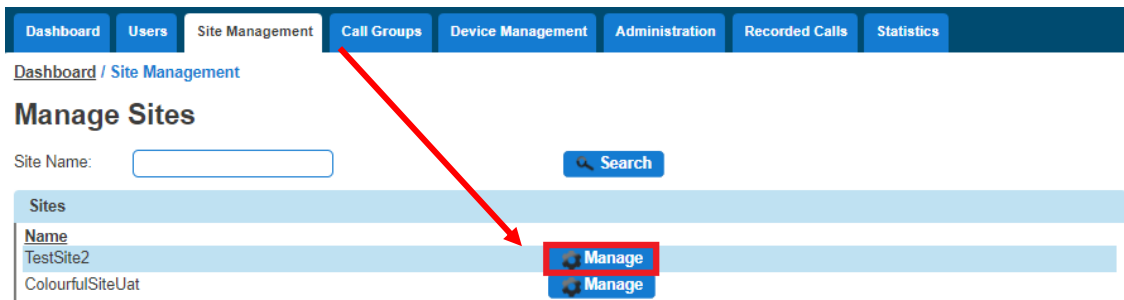 Dashboard Users Site Management Call Groups Device Management Administration Recorded Calls Statistics
Dashboard / Site Management
Manage Sites
Site Name: Search
Sites
Name
TestSite2 Manage
ColourfulSiteUat Manage